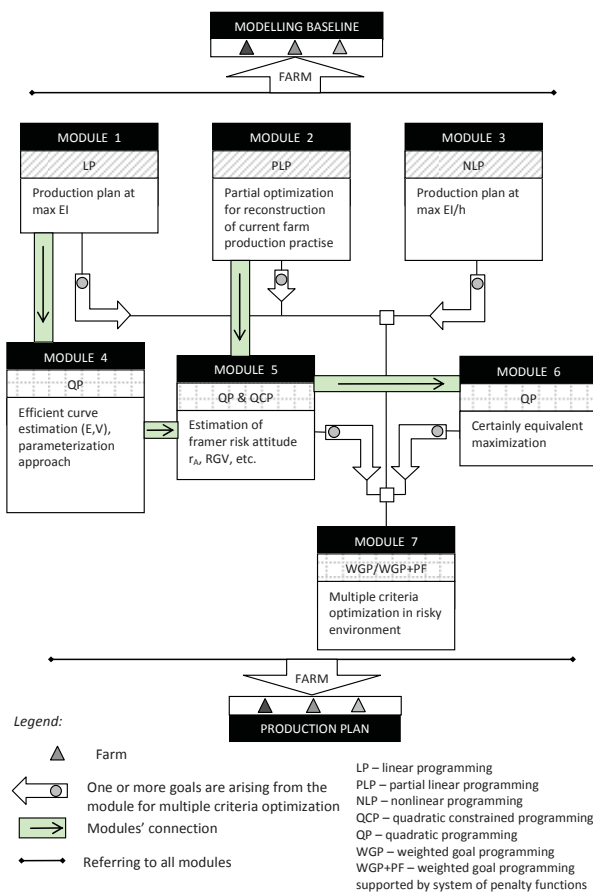 MODELLING BASELINE
FARM
MODULE 1
LP
Production plan at
max EI
MODULE 2
PLP
Partial optimization
for reconstruction
of current farm
production practise
MODULE 3
NLP
Production plan at
max EI/h
MODULE 4
QP
Efficient curve
estimation (E,V),
parameterization
approach
MODULE 5
QP & QCP
Estimation of
framer risk attitude
rA, RGV, etc.
MODULE 6
QP
Certainly equivalent
maximization
MODULE 7
WGP/WGP+PF
Multiple criteria
optimization in risky
environment
FARM
PRODUCTION PLAN
Legend:
Farm
One or more goals are arising from the
module for multiple criteria optimization
Modules' connection
Referring to all modules
LP – linear programming
PLP – partial linear programming
NLP – nonlinear programming
QCP – quadratic constrained programming
QP – quadratic programming
WGP – weighted goal programming
WGP+PF – weighted goal programming
supported by system of penalty functions